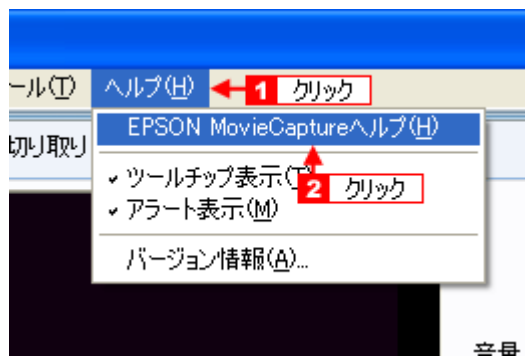 ール(T) ヘルプ(H) 1 クリック
切り取り EPSON MovieCaptureヘルプ(H)
ツールチップ表示(T) 2 クリック
アラート表示(M)
バージョン情報(A)...
音量